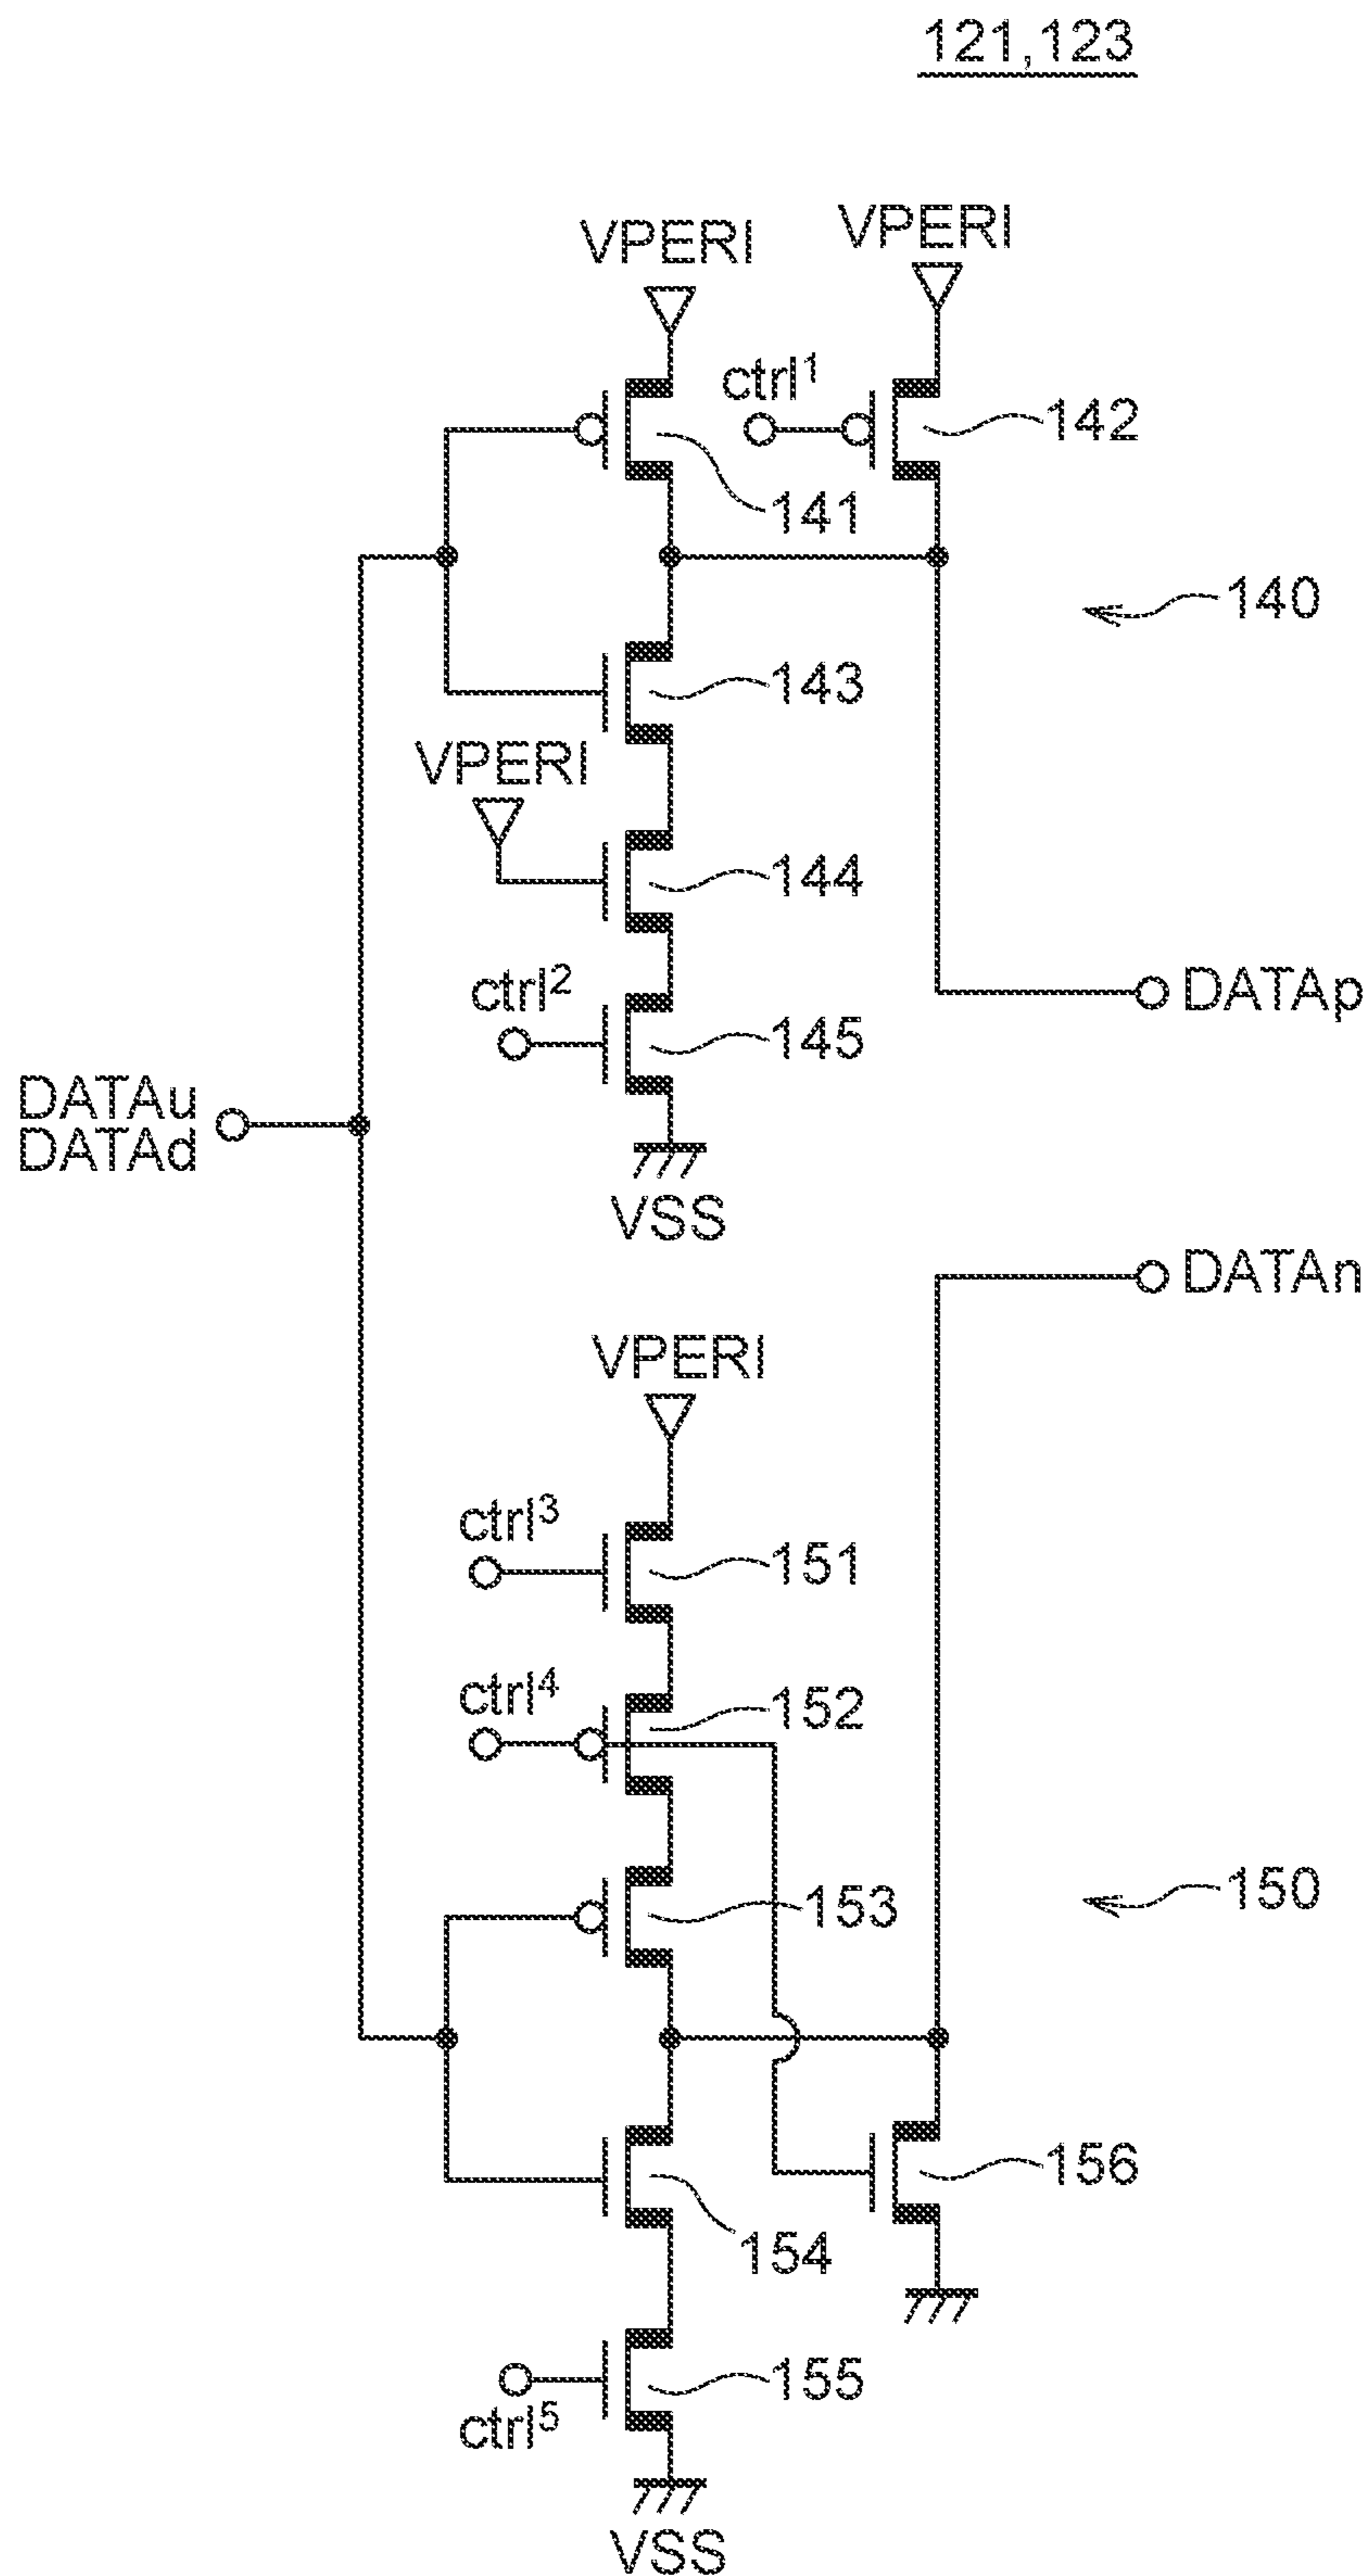 121,123
VPERI
VPERI
ctrl1
142
141
140
143
VPERI
144
ctrl2
145
DATAp
DATAu
DATAd
VSS
DATAn
VPERI
ctrl3
151
ctrl4
152
153
150
156
154
155
ctrl5
VSS